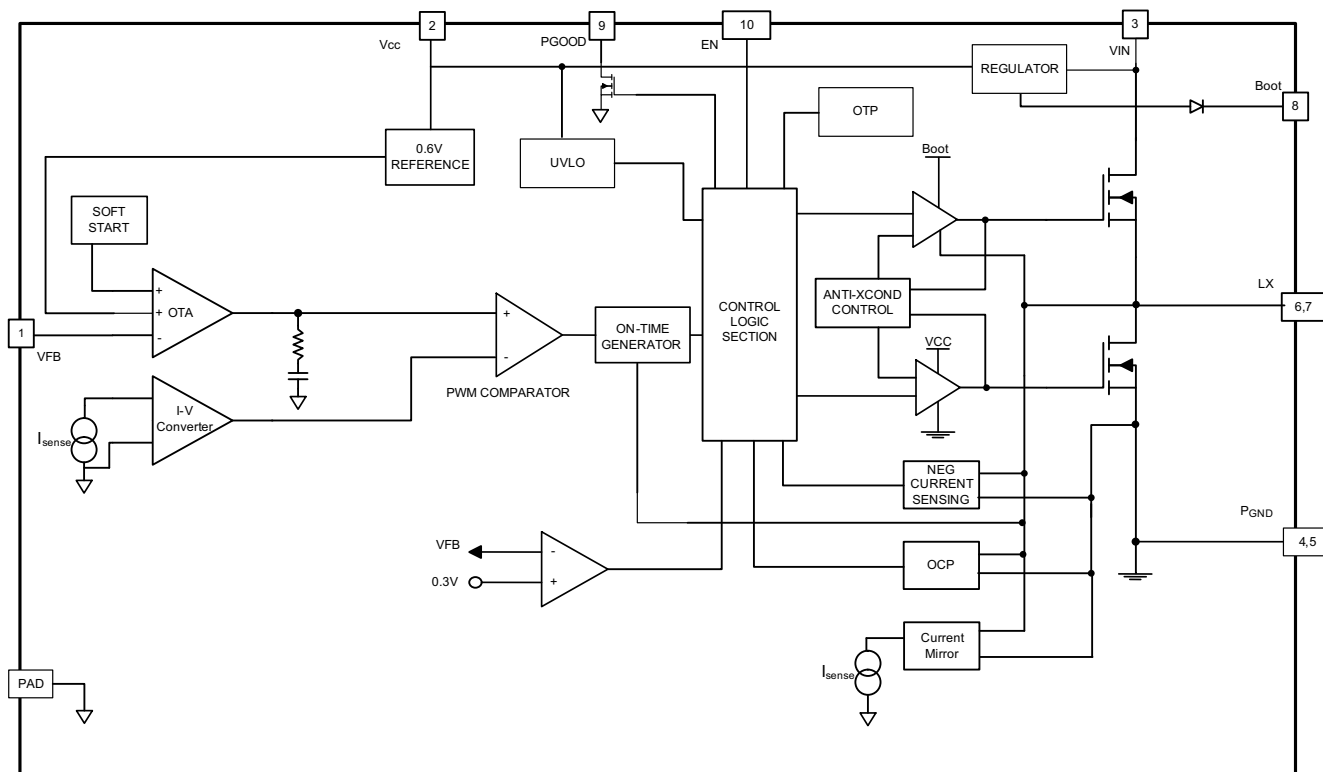 2
9
10
3
Vcc
PGOOD
EN
VIN
REGULATOR
Boot
8
OTP
0.6V
REFERENCE
UVLO
Boot
SOFT
START
CONTROL
LOGIC
SECTION
ANTI-XCOND
CONTROL
LX
6,7
+
+
-
OTA
1
VFB
+
-
PWM COMPARATOR
ON-TIME
GENERATOR
VCC
I-V
Converter
Isense
NEG
CURRENT
SENSING
PGND
4,5
VFB
0.3V
-
+
OCP
Current
Mirror
Isense
PAD